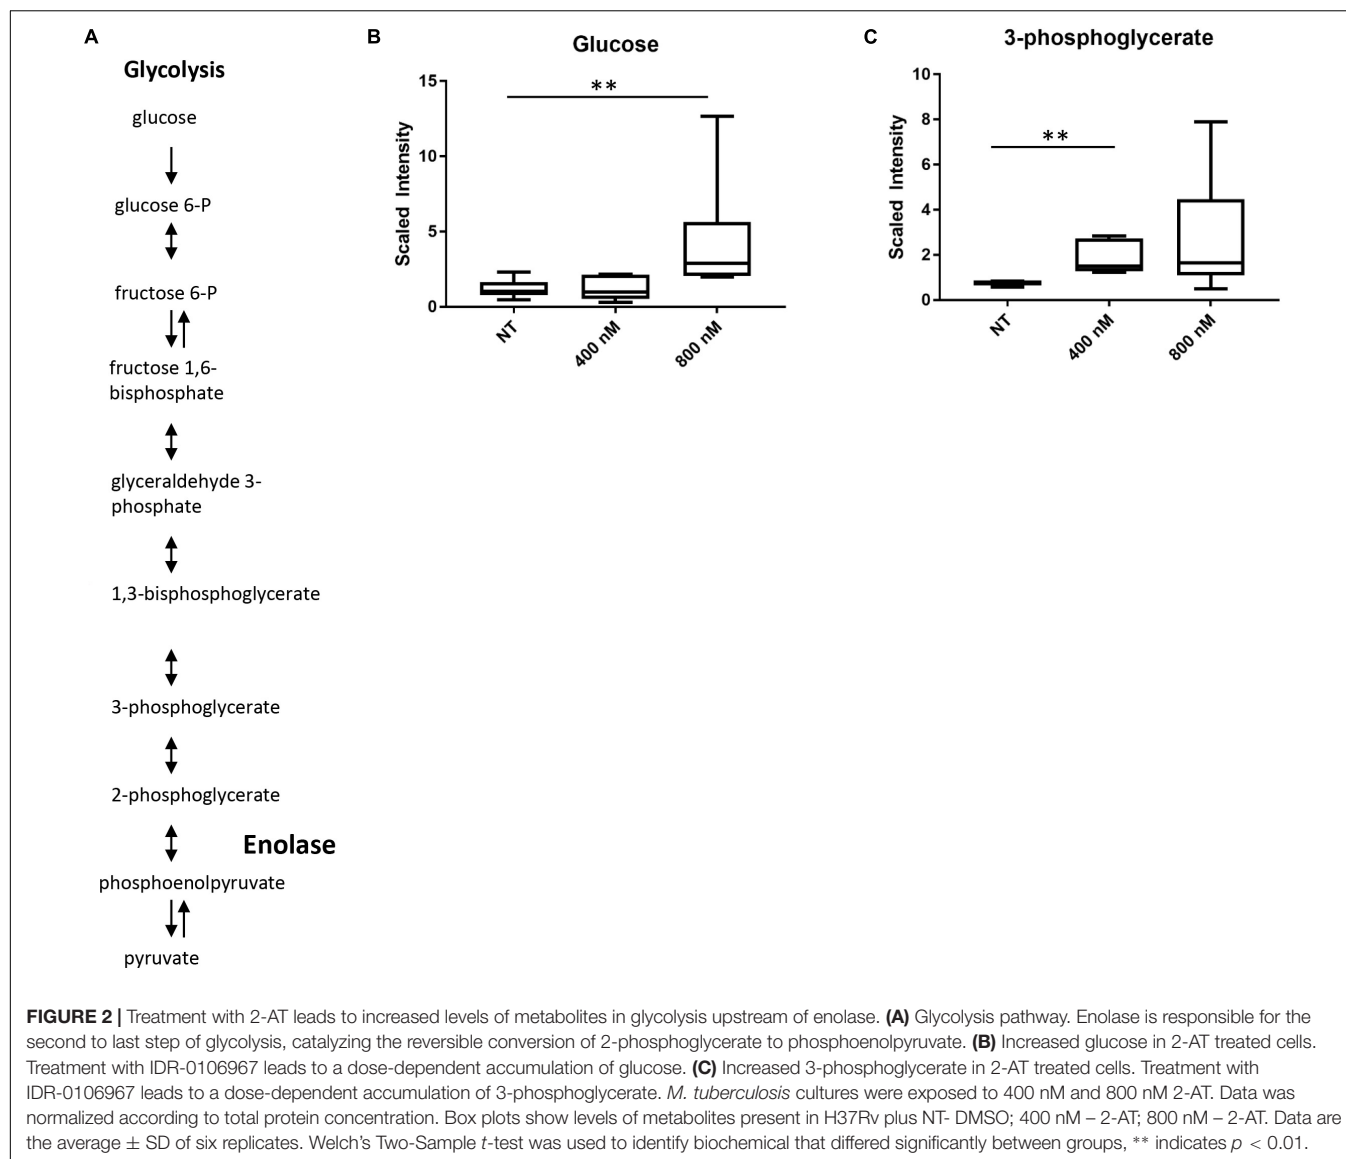 A
Glycolysis
glucose
glucose 6-P
fructose 6-P
fructose 1,6-
bisphosphate
glyceraldehyde 3-
phosphate
1,3-bisphosphoglycerate
3-phosphoglycerate
2-phosphoglycerate
Enolase
phosphoenolpyruvate
pyruvate
B
Glucose
Scaled Intensity
15
10
5
0
**
NT
400 nM
800 nM
C
3-phosphoglycerate
Scaled Intensity
10
8
6
4
2
0
**
NT
400 nM
800 nM
FIGURE 2 | Treatment with 2-AT leads to increased levels of metabolites in glycolysis upstream of enolase. (A) Glycolysis pathway. Enolase is responsible for the
second to last step of glycolysis, catalyzing the reversible conversion of 2-phosphoglycerate to phosphoenolpyruvate. (B) Increased glucose in 2-AT treated cells.
Treatment with IDR-0106967 leads to a dose-dependent accumulation of glucose. (C) Increased 3-phosphoglycerate in 2-AT treated cells. Treatment with
IDR-0106967 leads to a dose-dependent accumulation of 3-phosphoglycerate. M. tuberculosis cultures were exposed to 400 nM and 800 nM 2-AT. Data was
normalized according to total protein concentration. Box plots show levels of metabolites present in H37Rv plus NT- DMSO; 400 nM – 2-AT; 800 nM – 2-AT. Data are
the average ± SD of six replicates. Welch's Two-Sample t-test was used to identify biochemical that differed significantly between groups, ** indicates p < 0.01.